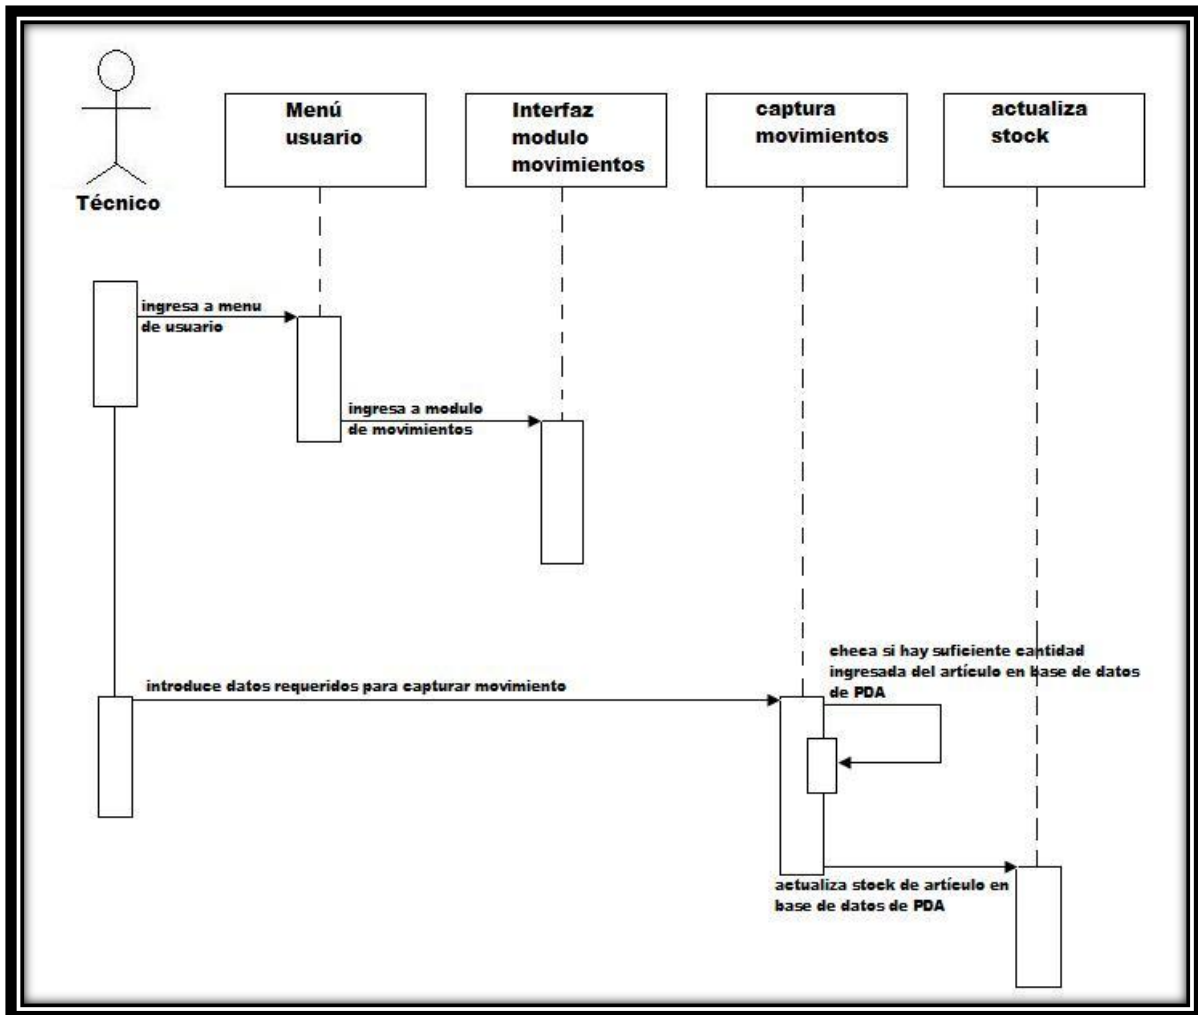 Técnico
Menú
usuario
Interfaz
modulo
movimientos
captura
movimientos
actualiza
stock
ingresa a menu
de usuario
ingresa a modulo
de movimientos
introduce datos requeridos para capturar movimiento
checa si hay suficiente cantidad
ingresada del artículo en base de datos
de PDA
actualiza stock de artículo en
base de datos de PDA